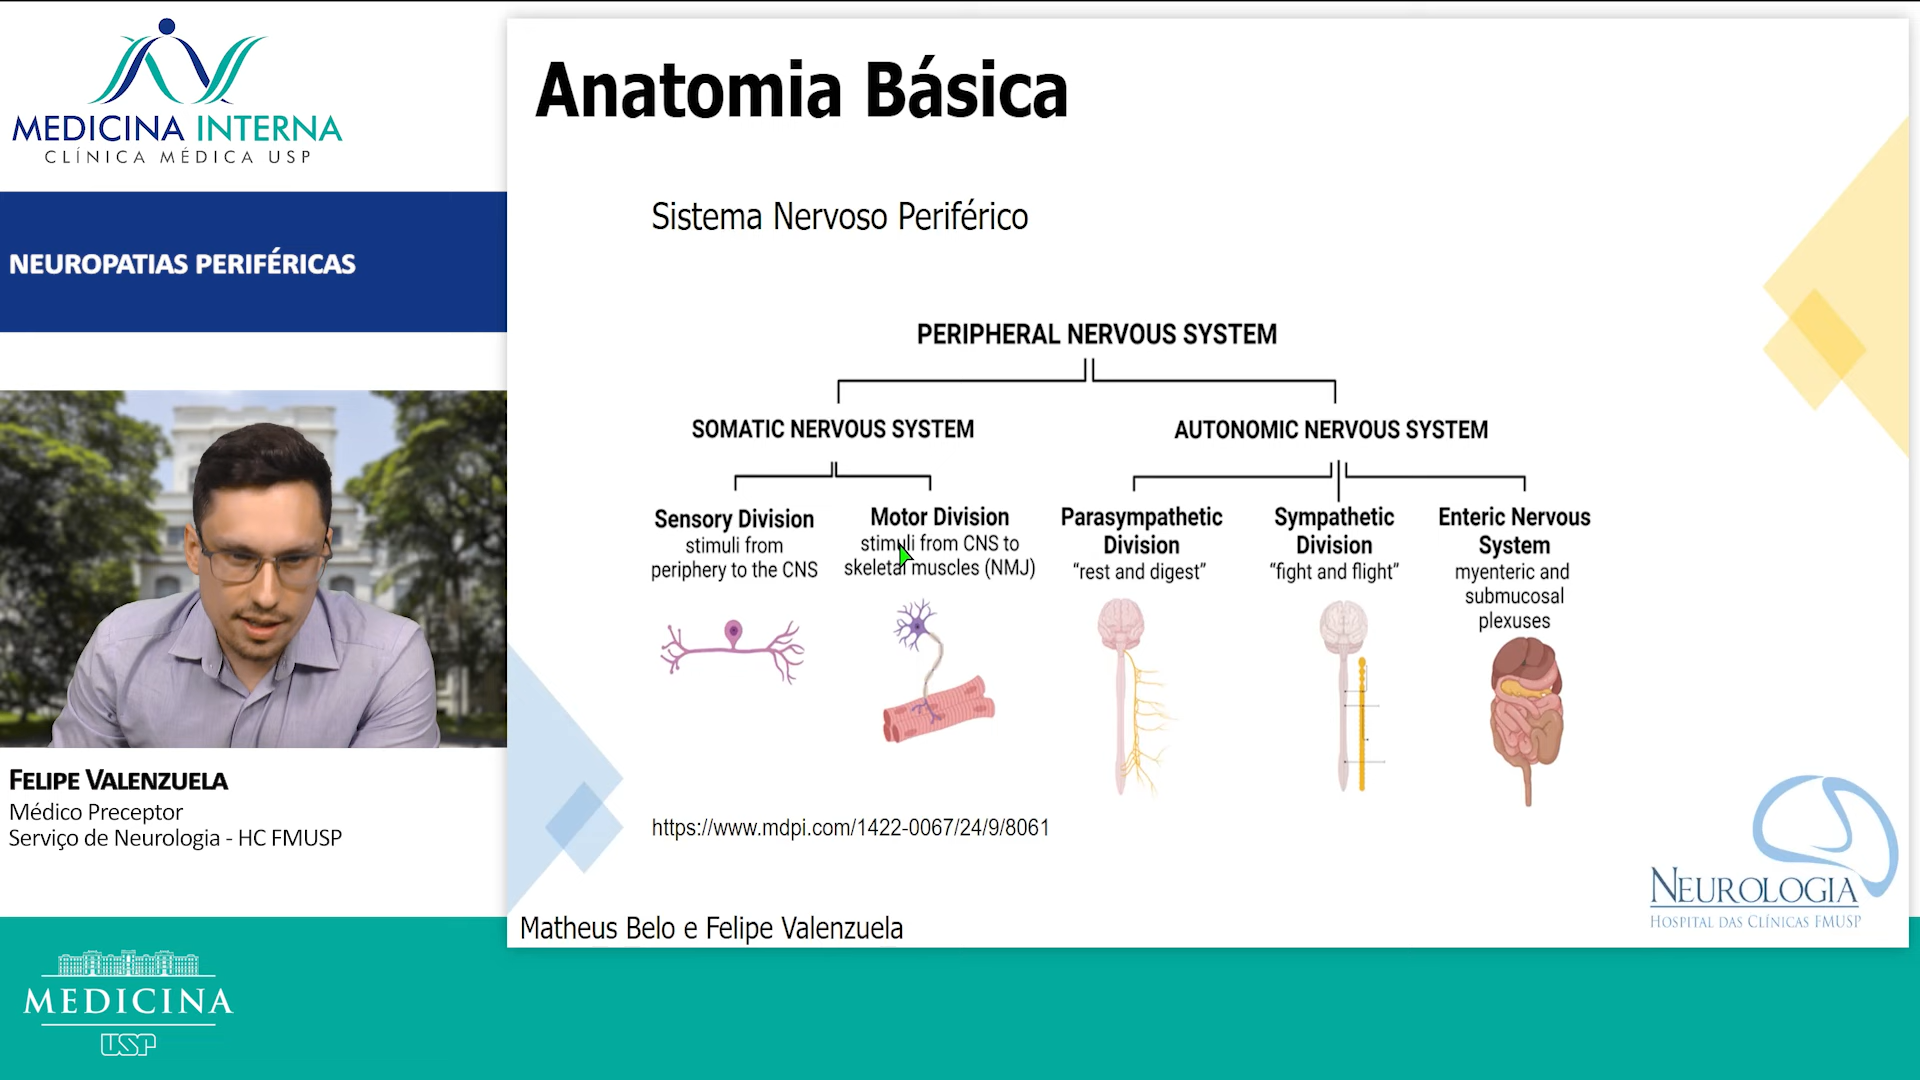 MEDICINA INTERNA
CLÍNICA MÉDICA USP
NEUROPATIAS PERIFÉRICAS
FELIPE VALENZUELA
Médico Preceptor
Serviço de Neurologia - HC FMUSP
MEDICINA
USP
Anatomia Básica
Sistema Nervoso Periférico
PERIPHERAL NERVOUS SYSTEM
SOMATIC NERVOUS SYSTEM
AUTONOMIC NERVOUS SYSTEM
Sensory Division
stimuli from
periphery to the CNS
Motor Division
stimuli from CNS to
skeletal muscles (NMJ)
Parasympathetic
Division
“rest and digest”
Sympathetic
Division
“fight and flight”
Enteric Nervous
System
myenteric and
submucosal
plexuses
https://www.mdpi.com/1422-0067/24/9/8061
NEUROLOGIA
HOSPITAL DAS CLÍNICAS FMUSP
Matheus Belo e Felipe Valenzuela